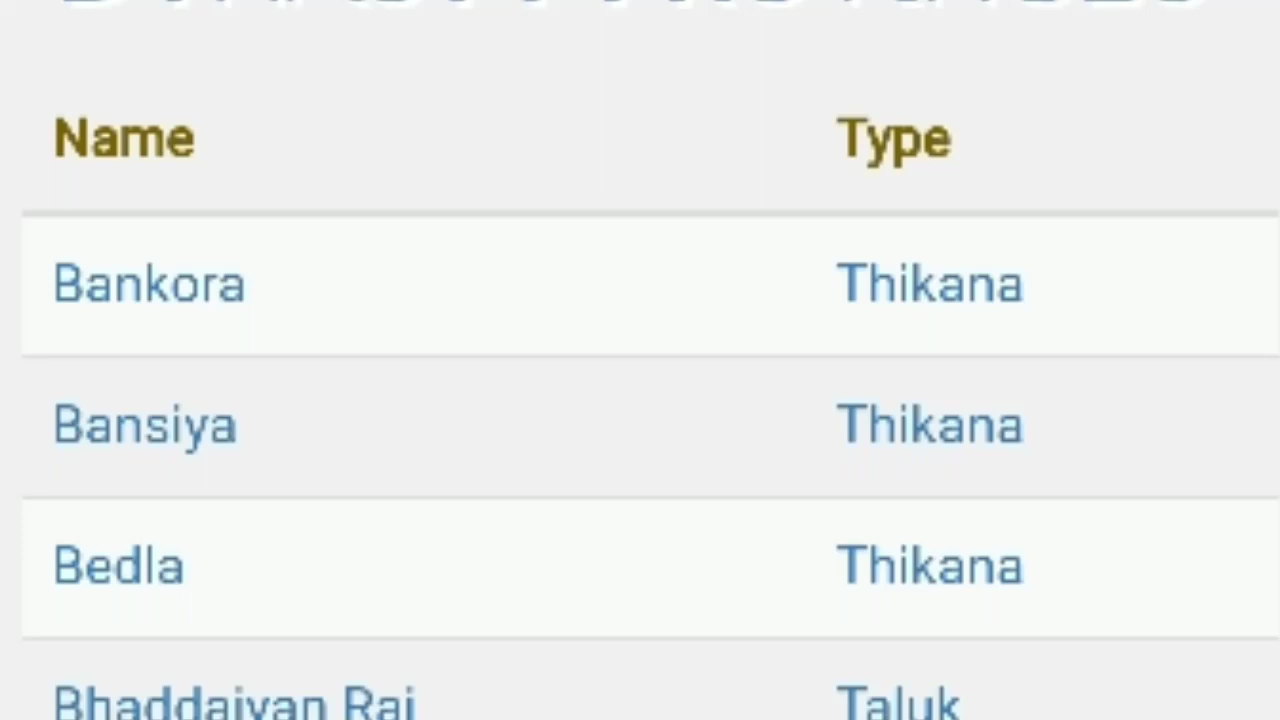 Name Type
Bankora Thikana
Bansiya Thikana
Bedla Thikana
Bhaddaiyan Raj Taluk